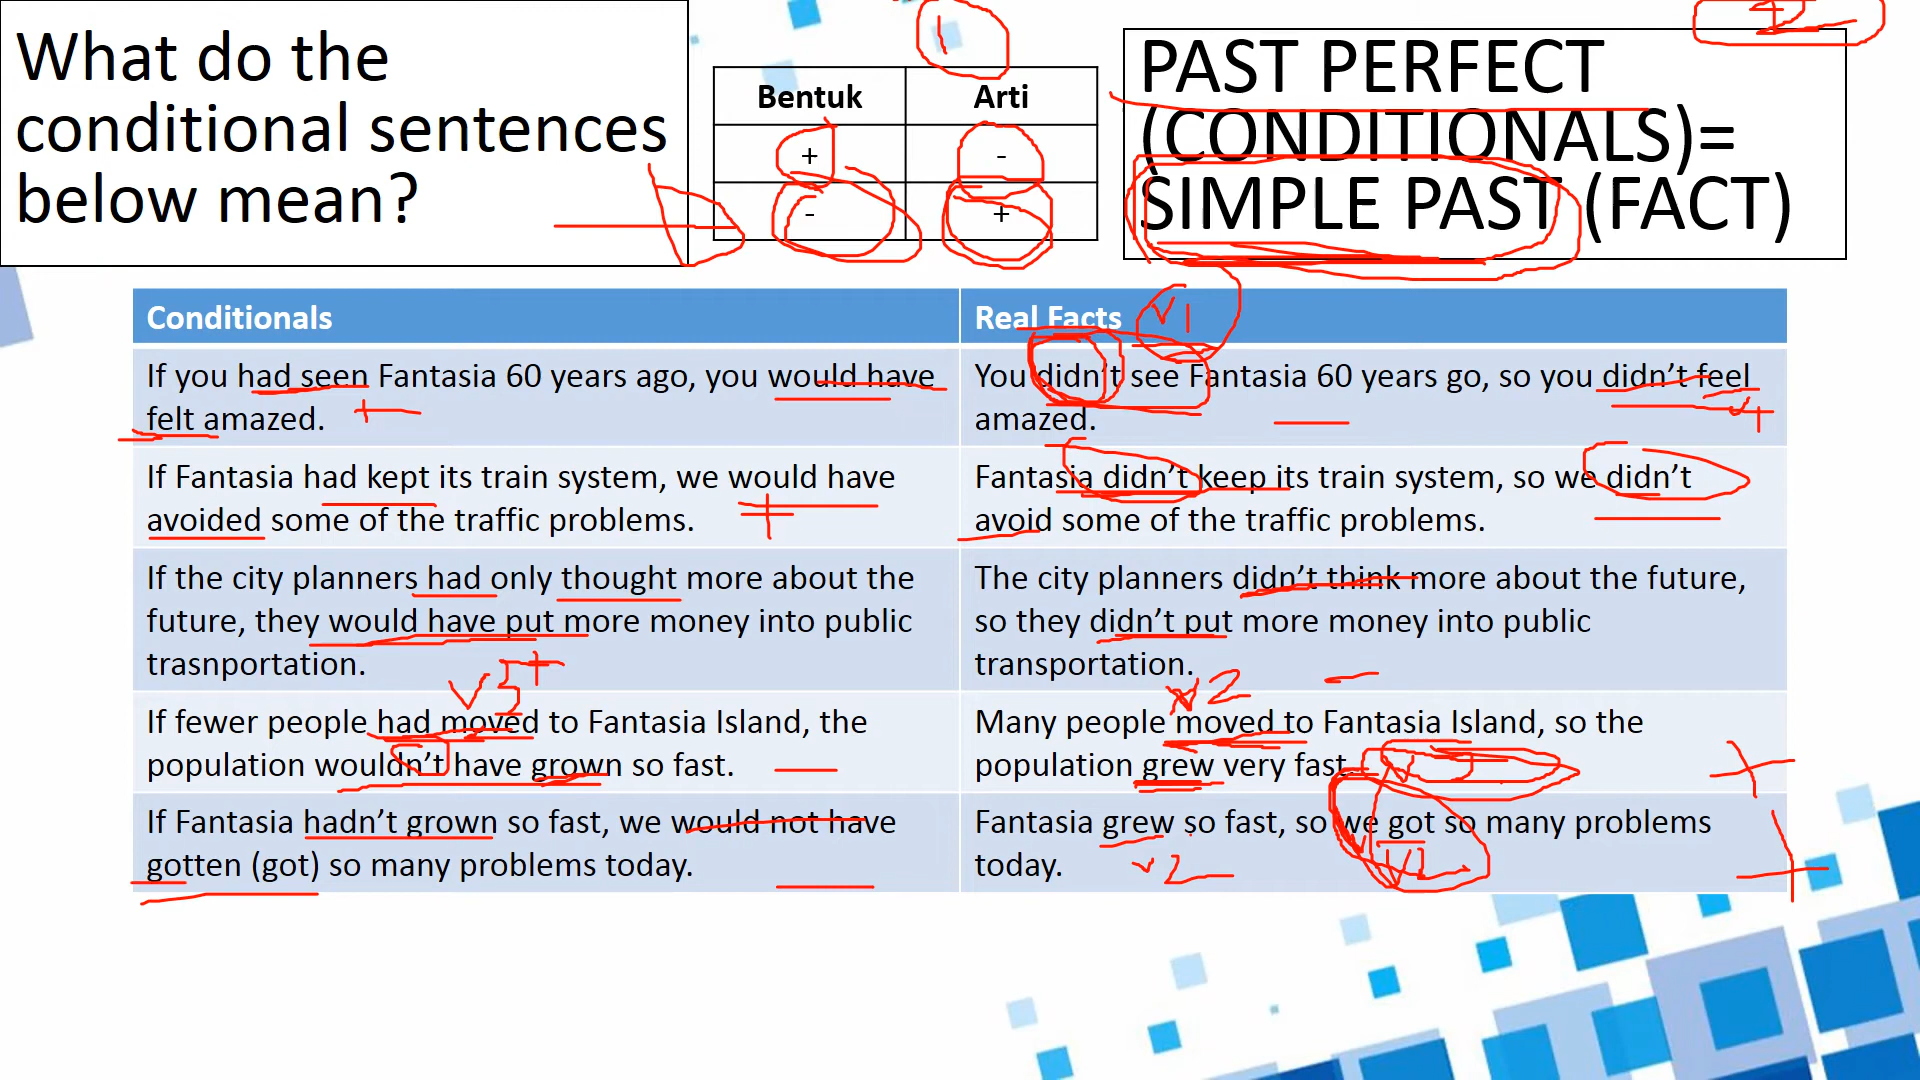 What do the
conditional sentences
below mean?
1
Bentuk Arti
+ -
- +
2
PAST PERFECT
(CONDITIONALS)=
SIMPLE PAST (FACT)
Conditionals
Real Facts
V1
If you had seen Fantasia 60 years ago, you would have
felt amazed.
+
You didn't see Fantasia 60 years go, so you didn't feel
amazed.
If Fantasia had kept its train system, we would have
avoided some of the traffic problems.
+
Fantasia didn't keep its train system, so we didn't
avoid some of the traffic problems.
If the city planners had only thought more about the
future, they would have put more money into public
trasnportation.
+
The city planners didn't think more about the future,
so they didn't put more money into public
transportation.
V3
V2
If fewer people had moved to Fantasia Island, the
population wouldn't have grown so fast.
Many people moved to Fantasia Island, so the
population grew very fast.
+
If Fantasia hadn't grown so fast, we would not have
gotten (got) so many problems today.
Fantasia grew so fast, so we got so many problems
today.
V2
V2
+